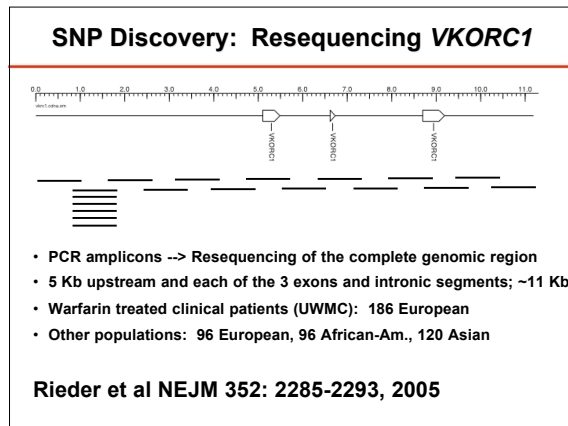 SNP Discovery: Resequencing VKORC1
0.0 1.0 2.0 3.0 4.0 5.0 6.0 7.0 8.0 9.0 10.0 11.0
VKORC1 VKORC1 VKORC1
• PCR amplicons --> Resequencing of the complete genomic region
• 5 Kb upstream and each of the 3 exons and intronic segments; ~11 Kb
• Warfarin treated clinical patients (UWMC): 186 European
• Other populations: 96 European, 96 African-Am., 120 Asian
Rieder et al NEJM 352: 2285-2293, 2005